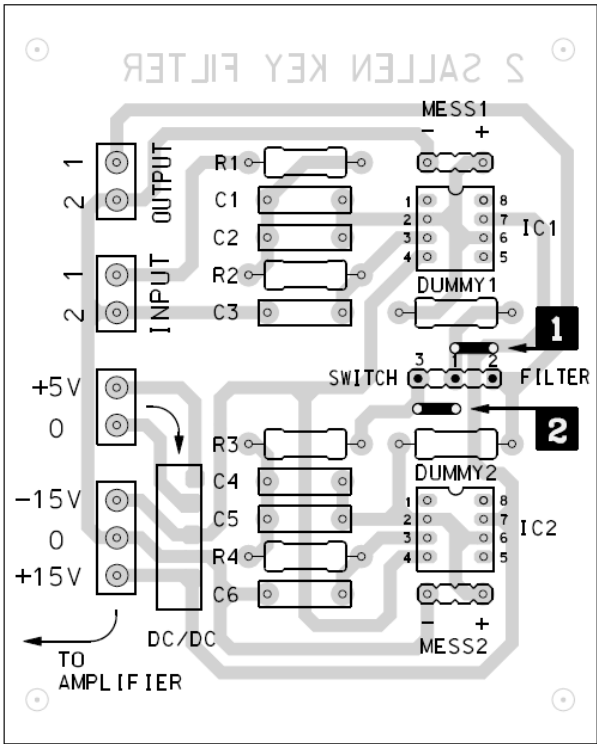 2 SALLEN KEY FILTER
MESS1
- +
1
2
OUTPUT
R1
C1
C2
R2
C3
1 8
2 7
3 6
4 5
IC1
1
2
INPUT
DUMMY1
1
3 1 2
SWITCH FILTER
2
+5V
0
DUMMY2
R3
C4
C5
R4
C6
1 8
2 7
3 6
4 5
IC2
-15V
0
+15V
DC/DC
- +
MESS2
TO
AMPLIFIER